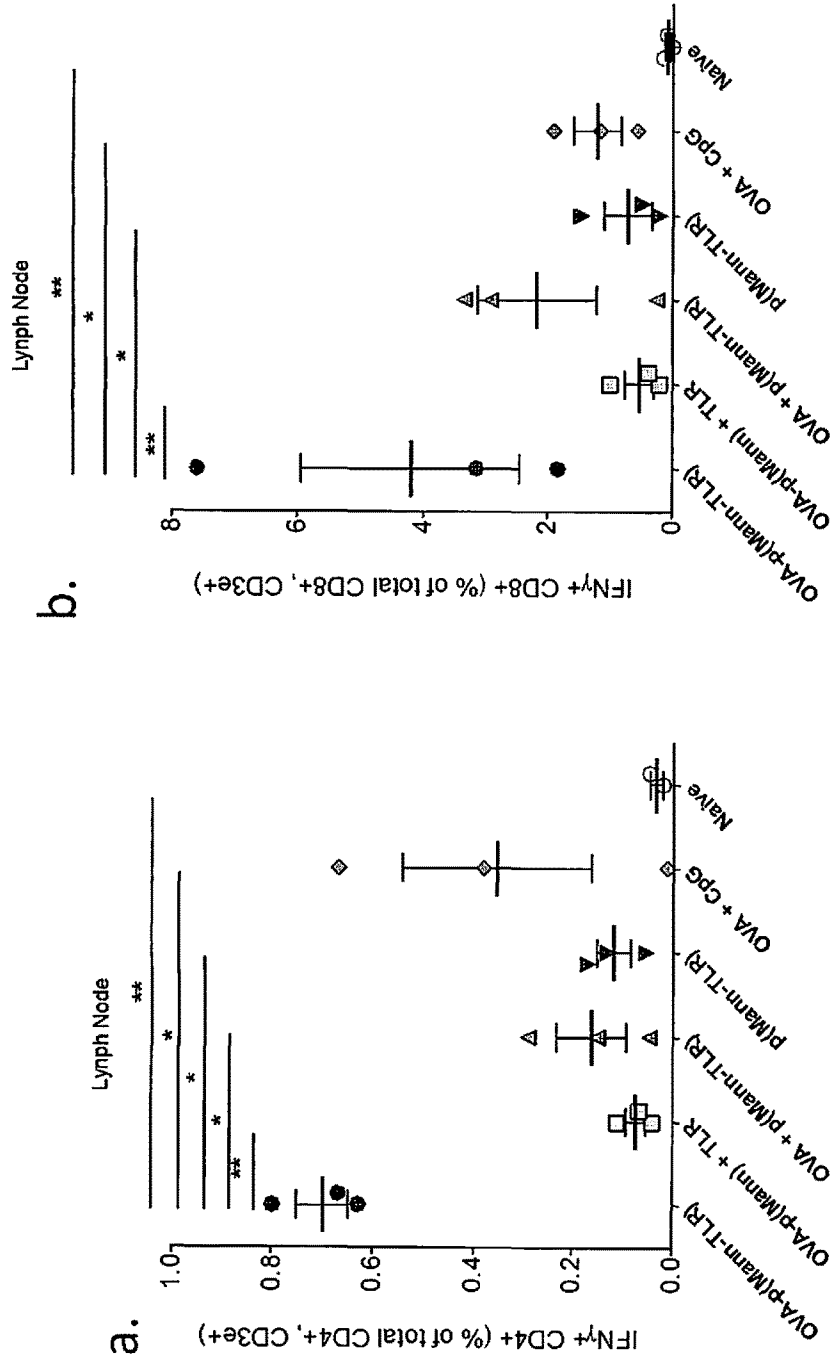 a.
Lymph Node
**
*
*
*
**
IFNγ+ CD4+ (% of total CD4+, CD3e+)
1.0
0.8
0.6
0.4
0.2
0.0
OVA-p(Mann-TLR)
OVA-p(Mann) + TLR
OVA + p(Mann-TLR)
p(Mann-TLR)
OVA + CpG
Naive
b.
Lymph Node
**
*
*
**
IFNγ+ CD8+ (% of total CD8+, CD3e+)
8
6
4
2
0
OVA-p(Mann-TLR)
OVA-p(Mann) + TLR
OVA + p(Mann-TLR)
p(Mann-TLR)
OVA + CpG
Naive